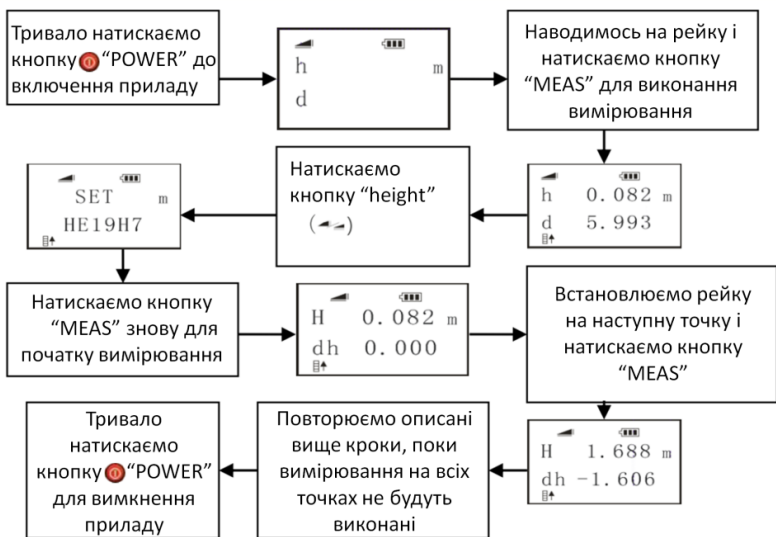 Тривало натискаємо
кнопку “POWER” до
включення приладу
h m
d
Наводимось на рейку і
натискаємо кнопку
“MEAS” для виконання
вимірювання
h 0.082 m
d 5.993
Натискаємо
кнопку “height”
SET m
HE19H7
Натискаємо кнопку
“MEAS” знову для
початку вимірювання
H 0.082 m
dh 0.000
Встановлюємо рейку
на наступну точку і
натискаємо кнопку
“MEAS”
H 1.688 m
dh -1.606
Повторюємо описані
вище кроки, поки
вимірювання на всіх
точках не будуть
виконані
Тривало
натискаємо
кнопку “POWER”
для вимкнення
приладу